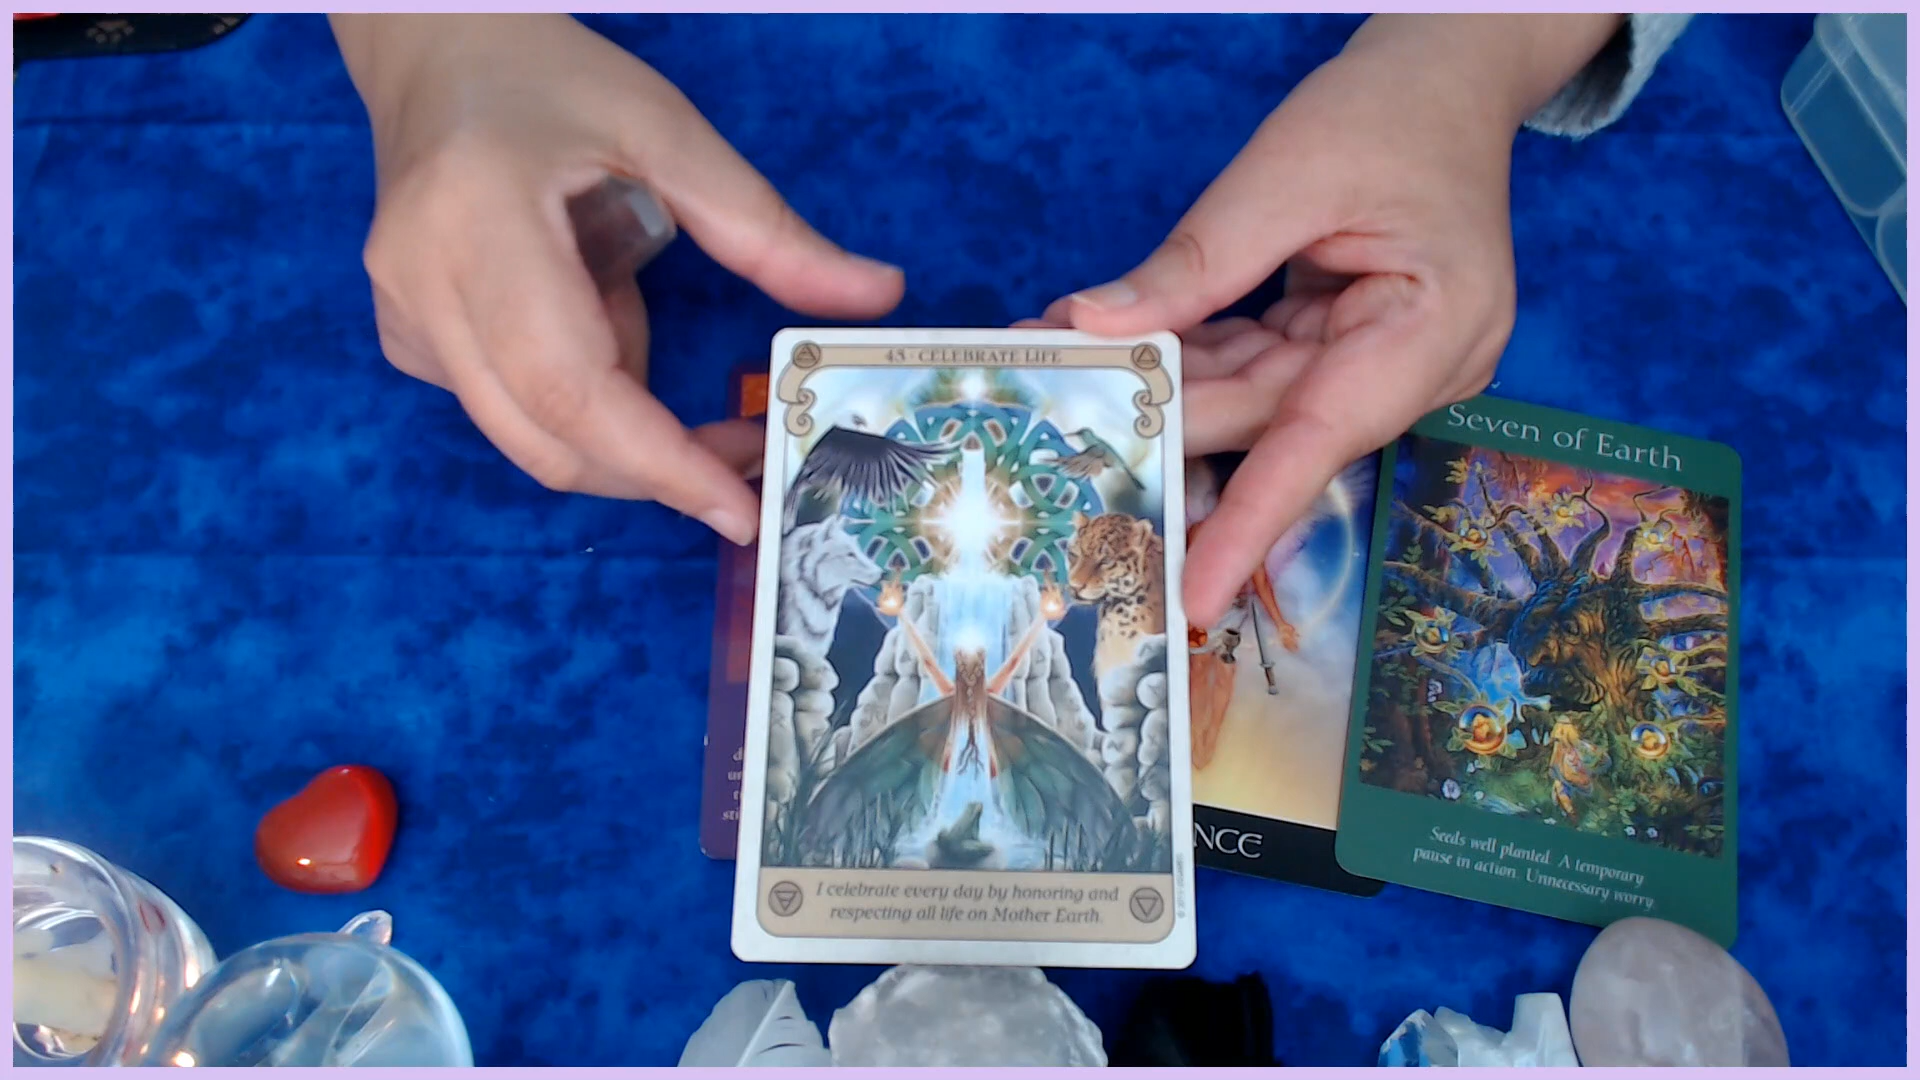 43 · CELEBRATE LIFE
I celebrate every day by honoring and
respecting all life on Mother Earth.
NCE
Seven of Earth
Seeds well planted. A temporary
pause in action. Unnecessary worry.